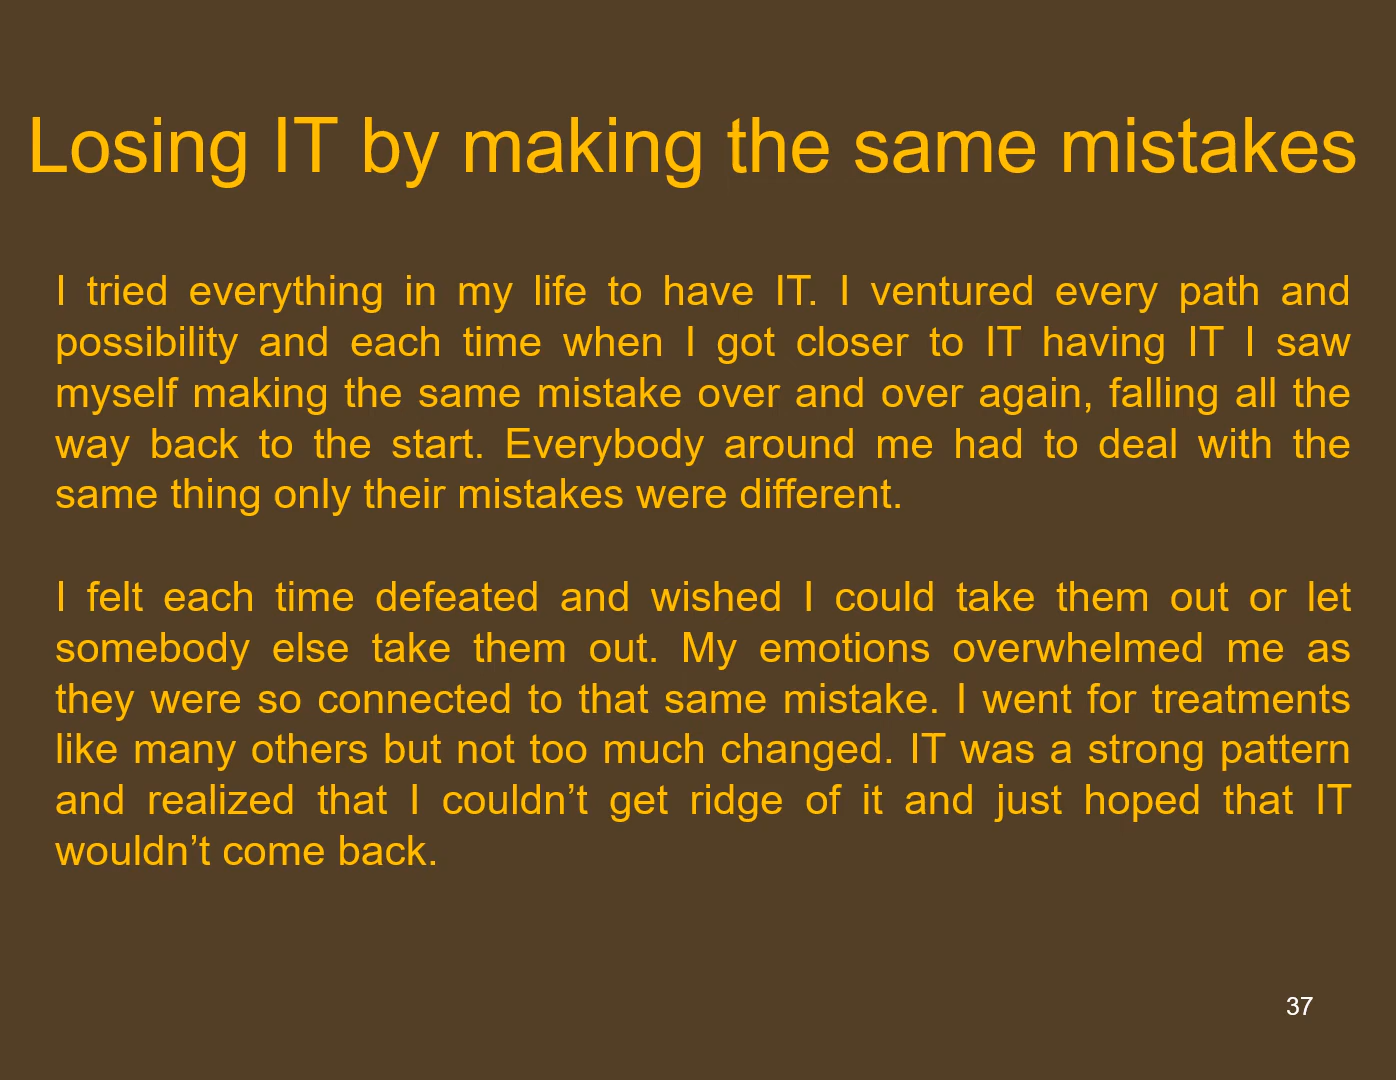 Losing IT by making the same mistakes
I tried everything in my life to have IT. I ventured every path and
possibility and each time when I got closer to IT having IT I saw
myself making the same mistake over and over again, falling all the
way back to the start. Everybody around me had to deal with the
same thing only their mistakes were different.
I felt each time defeated and wished I could take them out or let
somebody else take them out. My emotions overwhelmed me as
they were so connected to that same mistake. I went for treatments
like many others but not too much changed. IT was a strong pattern
and realized that I couldn’t get ridge of it and just hoped that IT
wouldn’t come back.
37